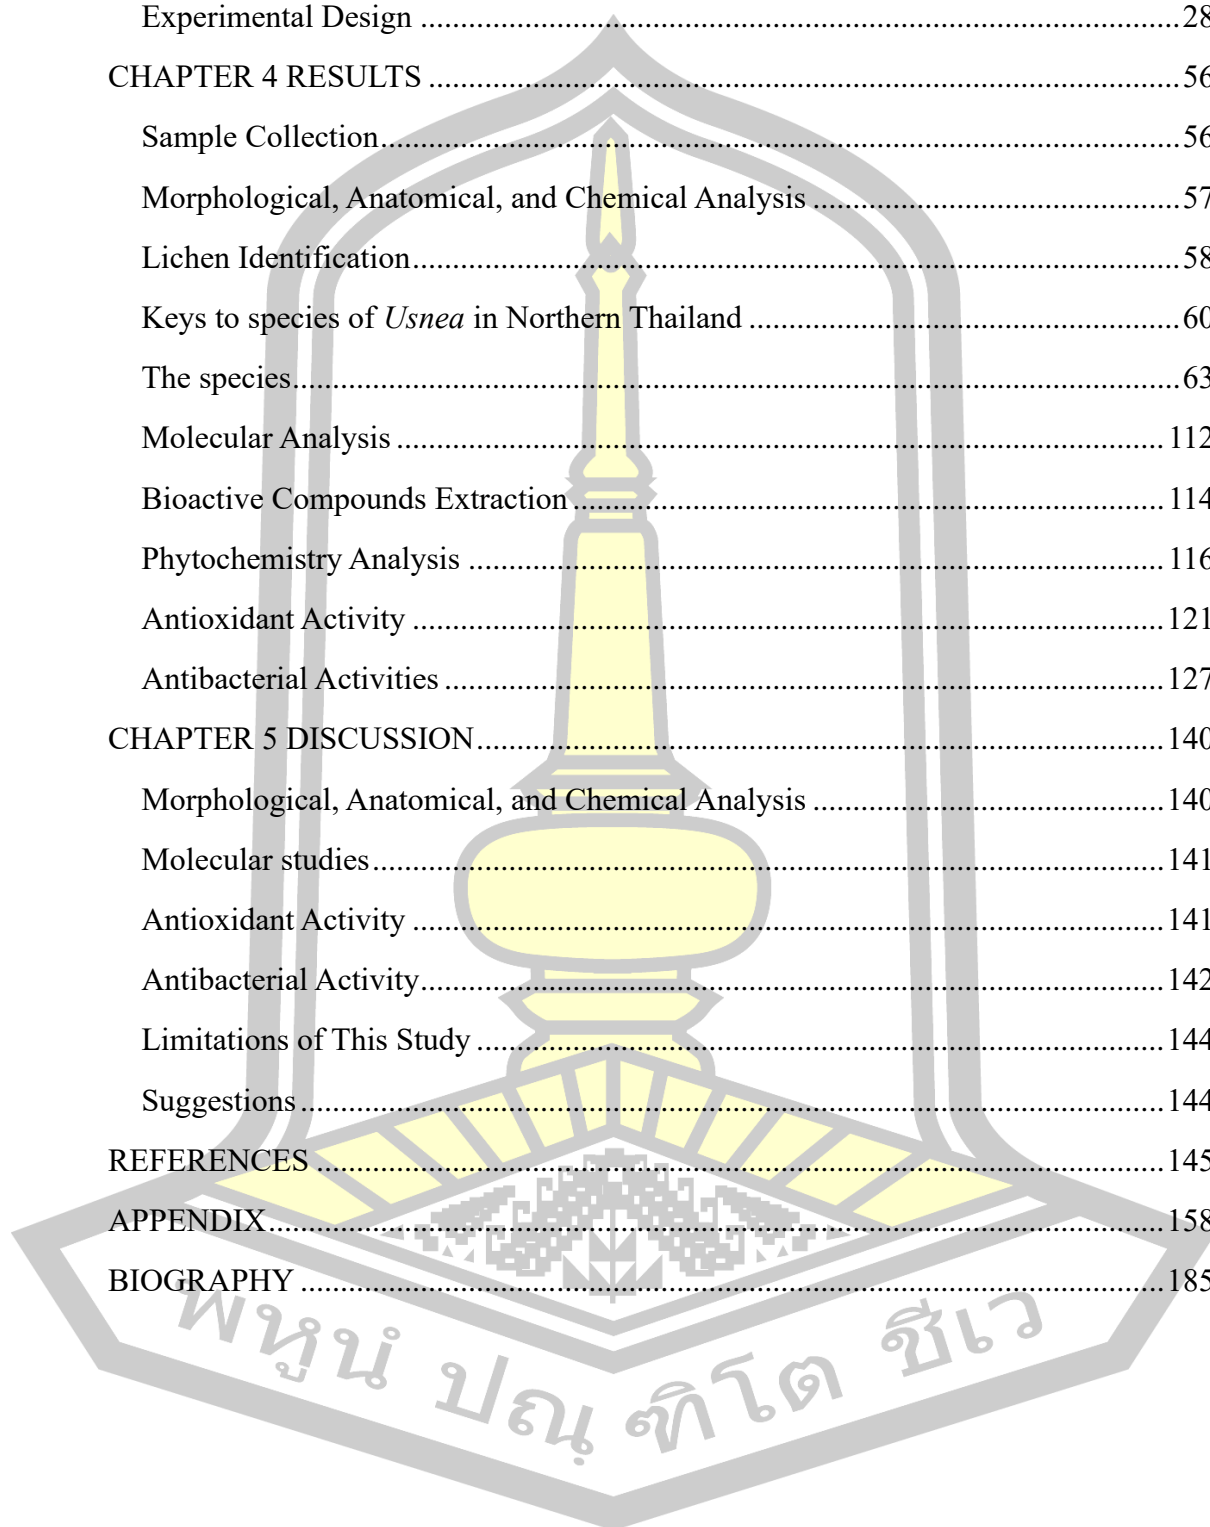 Experimental Design ........................................................................................... 28
CHAPTER 4 RESULTS ........................................................................................... 56
Sample Collection........................................................................................... 56
Morphological, Anatomical, and Chemical Analysis ............................................. 57
Lichen Identification........................................................................................... 58
Keys to species of Usnea in Northern Thailand .................................................... 60
The species........................................................................................... 63
Molecular Analysis ........................................................................................... 112
Bioactive Compounds Extraction ......................................................................... 114
Phytochemistry Analysis ..................................................................................... 116
Antioxidant Activity ........................................................................................... 121
Antibacterial Activities ........................................................................................ 127
CHAPTER 5 DISCUSSION..................................................................................... 140
Morphological, Anatomical, and Chemical Analysis ........................................... 140
Molecular studies........................................................................................... 141
Antioxidant Activity ........................................................................................... 141
Antibacterial Activity........................................................................................... 142
Limitations of This Study ..................................................................................... 144
Suggestions ........................................................................................... 144
REFERENCES ........................................................................................... 145
APPENDIX........................................................................................... 158
BIOGRAPHY ........................................................................................... 185
พหูนํ ปณฺฑิโต ชีเว